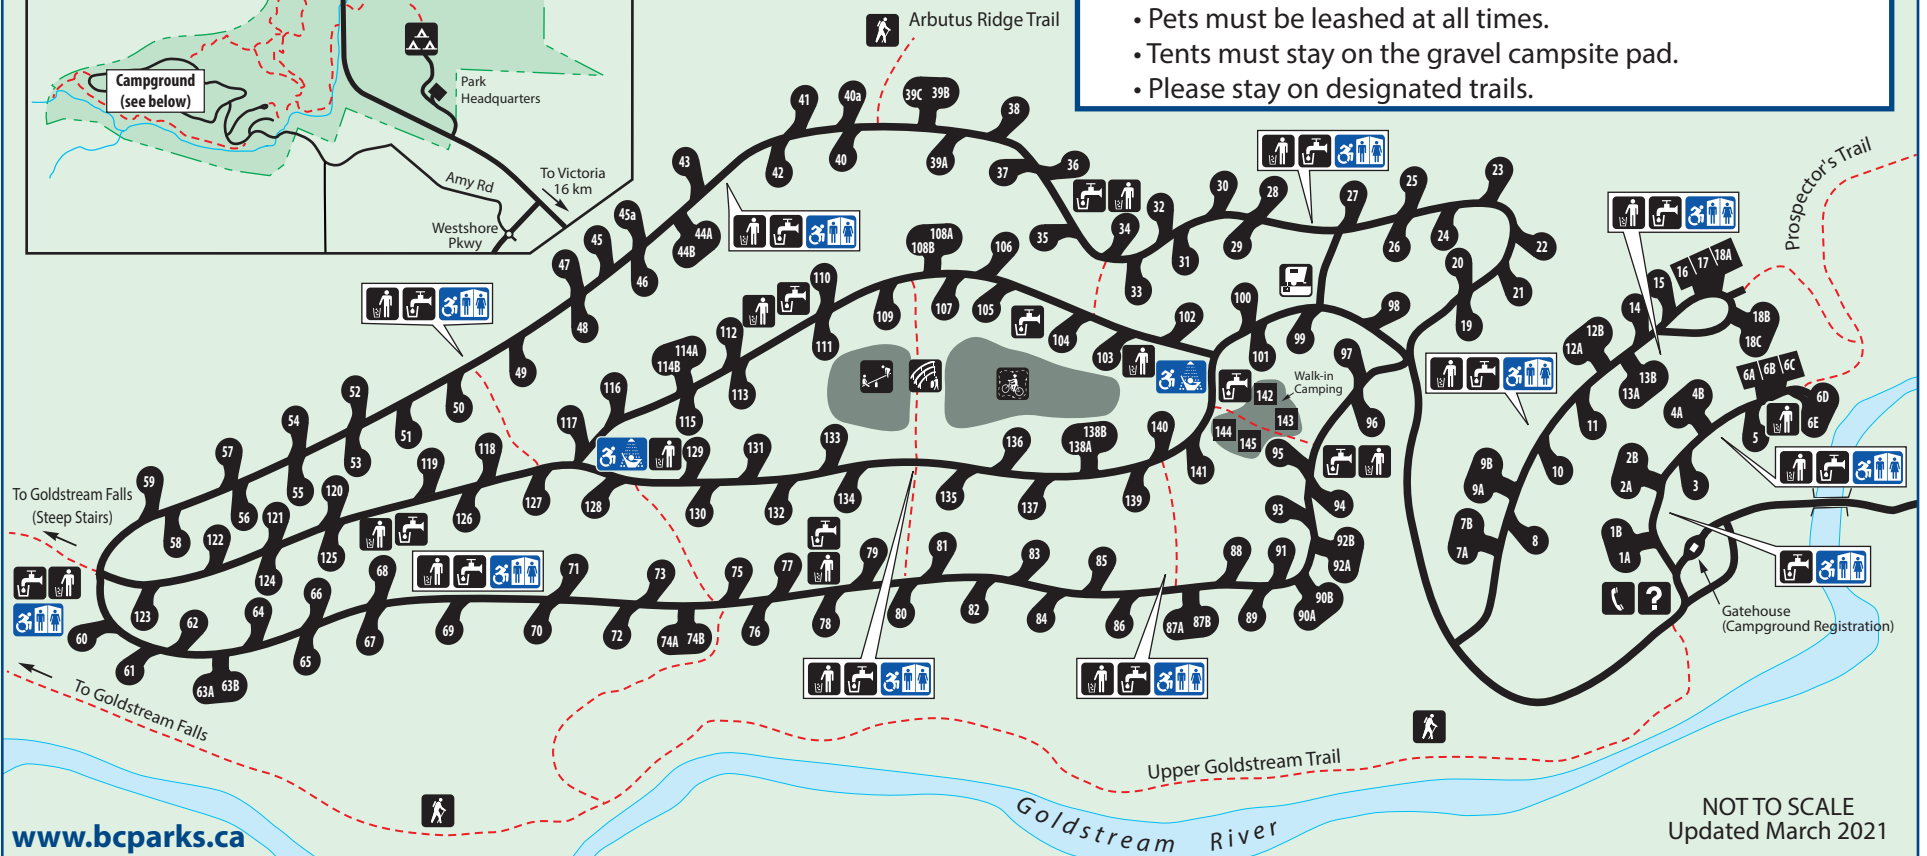 • Pets must be leashed at all times.
• Tents must stay on the gravel campsite pad.
• Please stay on designated trails.
Campground
(see below)
Park
Headquarters
Amy Rd
To Victoria
16 km
Westshore
Pkwy
Arbutus Ridge Trail
Prospector's Trail
41
40a
39C
39B
38
43
42
40
39A
37
36
45a
45
44A
44B
46
47
48
35
34
32
33
31
30
28
29
27
25
26
24
23
22
21
20
19
108A
108B
106
110
109
107
105
104
103
102
100
101
99
98
97
96
112
111
113
114A
114B
115
116
117
49
50
52
51
53
54
55
57
56
59
58
Walk-in
Camping
142
143
144
145
95
94
93
92B
92A
91
90B
90A
89
88
87A
87B
86
85
84
83
82
81
80
79
78
77
76
75
74A
74B
73
72
71
70
69
68
67
66
65
64
63A
63B
62
61
60
118
119
120
121
122
123
124
125
126
127
128
129
130
131
132
133
134
135
136
137
138B
138A
139
140
141
18A
17
16
15
14
18B
18C
12B
12A
13B
13A
11
10
9B
9A
8
7B
7A
6A
6B
6C
6D
6E
5
4B
4A
3
2B
2A
1B
1A
?
To Goldstream Falls
(Steep Stairs)
To Goldstream Falls
Gatehouse
(Campground Registration)
Upper Goldstream Trail
Goldstream River
www.bcparks.ca
NOT TO SCALE
Updated March 2021